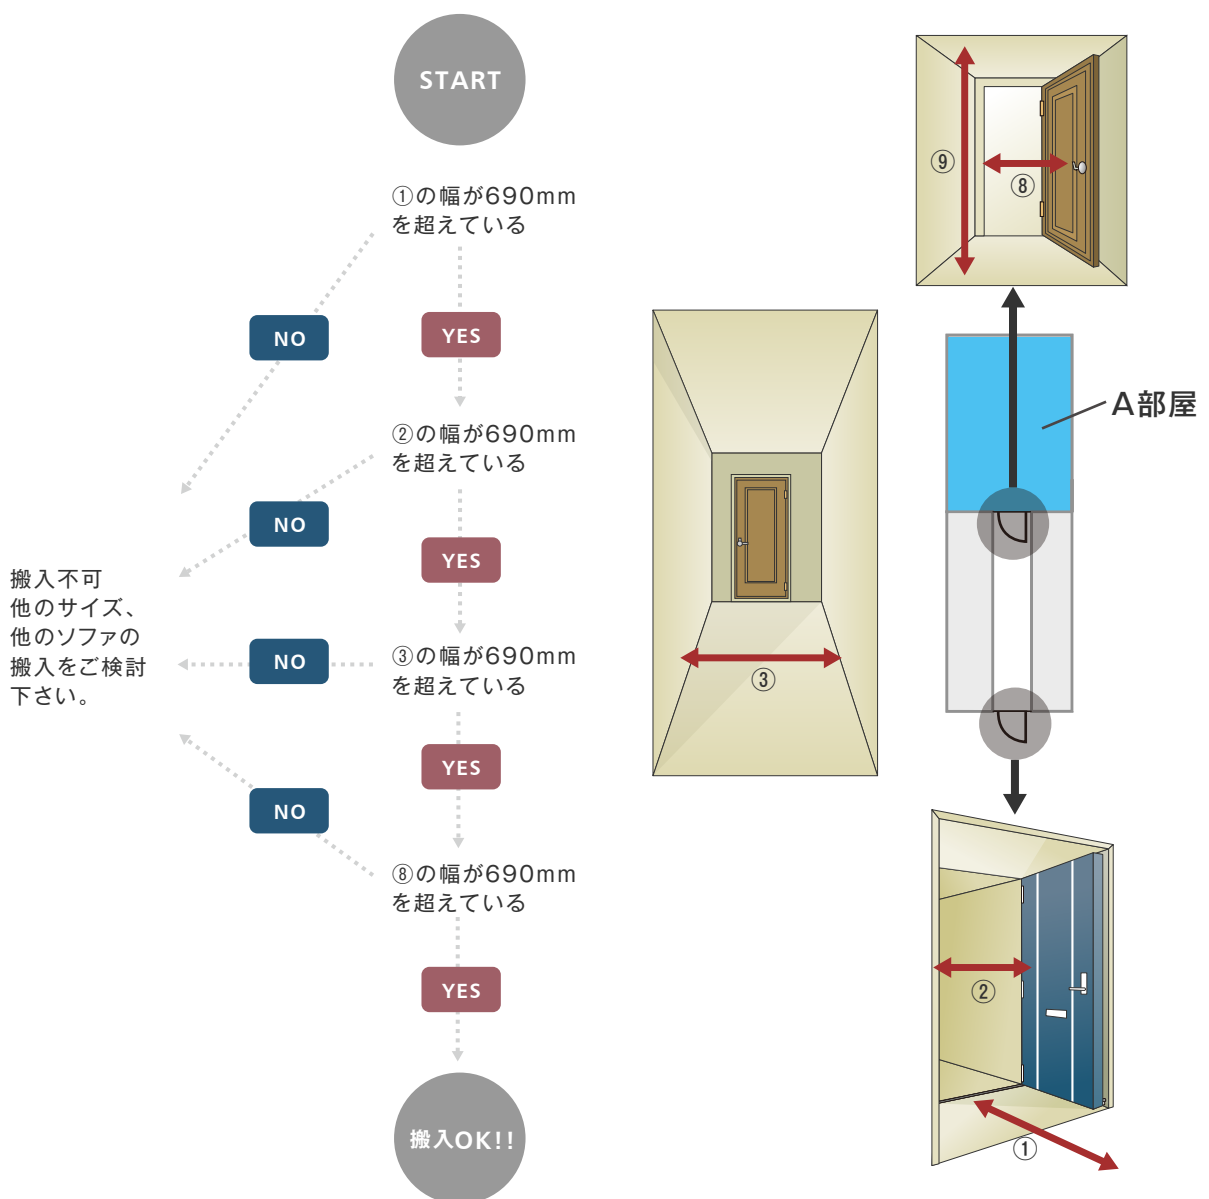 START
①の幅が690mm
を超えている
NO
YES
②の幅が690mm
を超えている
NO
YES
搬入不可
他のサイズ、
他のソファの
搬入をご検討
下さい。
③の幅が690mm
を超えている
NO
YES
NO
⑧の幅が690mm
を超えている
YES
搬入OK!!
⑨
⑧
A部屋
③
②
①